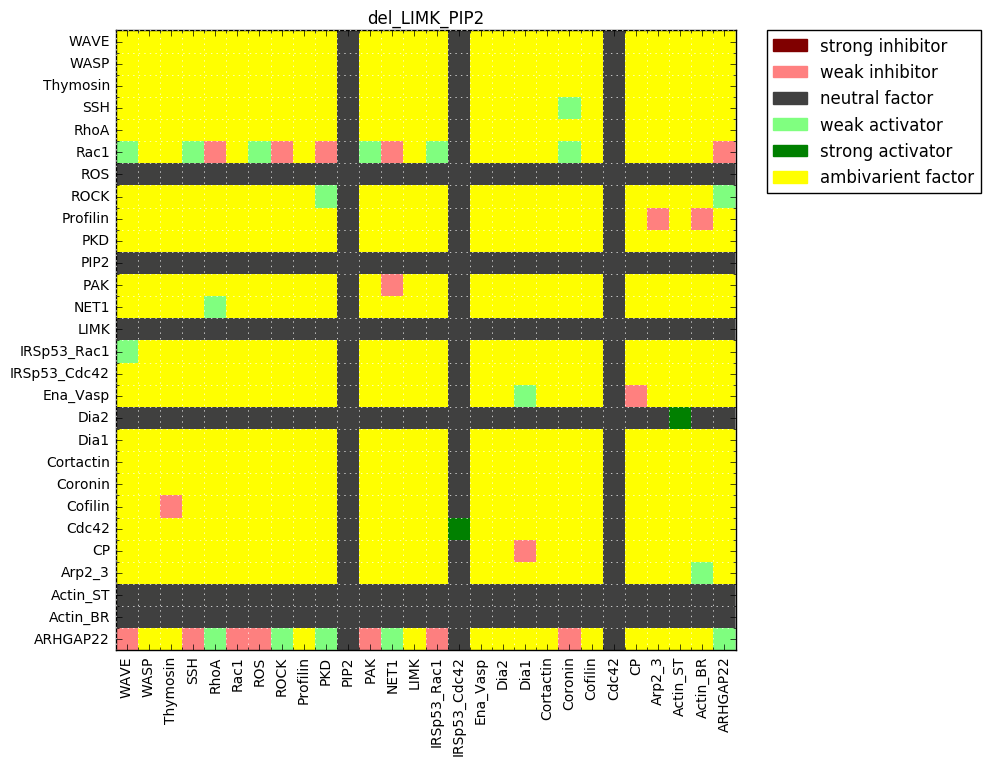 del_LIMK_PIP2
WAVE
WASP
Thymosin
SSH
RhoA
Rac1
ROS
ROCK
Profilin
PKD
PIP2
PAK
NET1
LIMK
IRSp53_Rac1
IRSp53_Cdc42
Ena_Vasp
Dia2
Dia1
Cortactin
Coronin
Cofilin
Cdc42
CP
Arp2_3
Actin_ST
Actin_BR
ARHGAP22
WAVE
WASP
Thymosin
SSH
RhoA
Rac1
ROS
ROCK
Profilin
PKD
PIP2
PAK
NET1
LIMK
IRSp53_Rac1
IRSp53_Cdc42
Ena_Vasp
Dia2
Dia1
Cortactin
Coronin
Cofilin
Cdc42
CP
Arp2_3
Actin_ST
Actin_BR
ARHGAP22
strong inhibitor
weak inhibitor
neutral factor
weak activator
strong activator
ambivarient factor